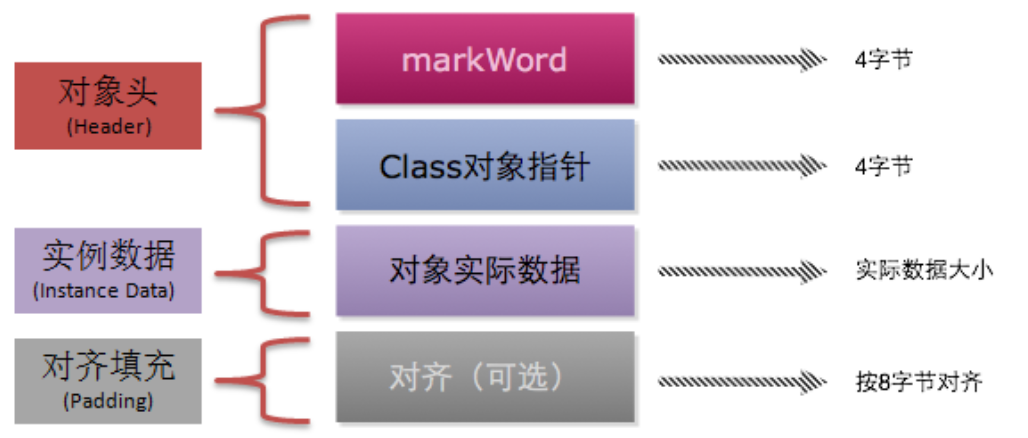 对象头
(Header)
markWord
4字节
Class对象指针
4字节
实例数据
(Instance Data)
对象实际数据
实际数据大小
对齐填充
(Padding)
对齐（可选）
按8字节对齐